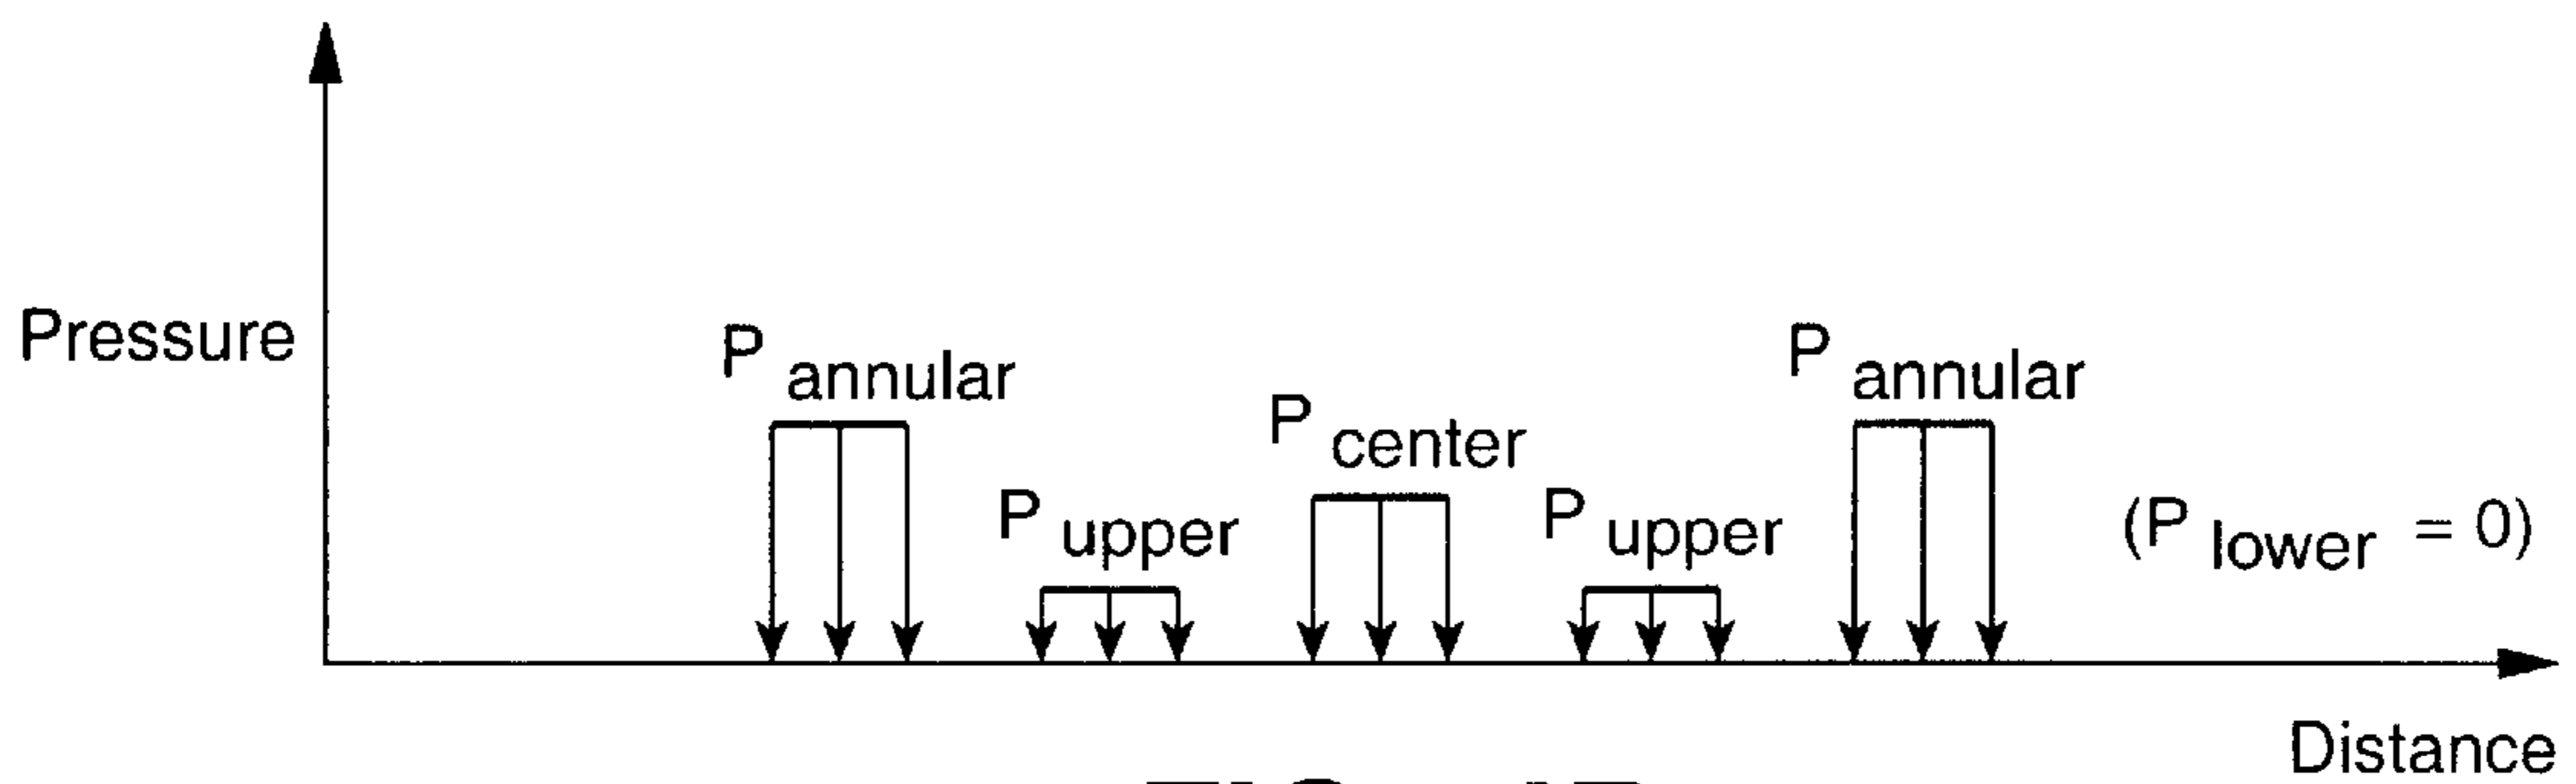 Pressure
P annular
P upper
P center
P upper
P annular
(P lower = 0)
Distance